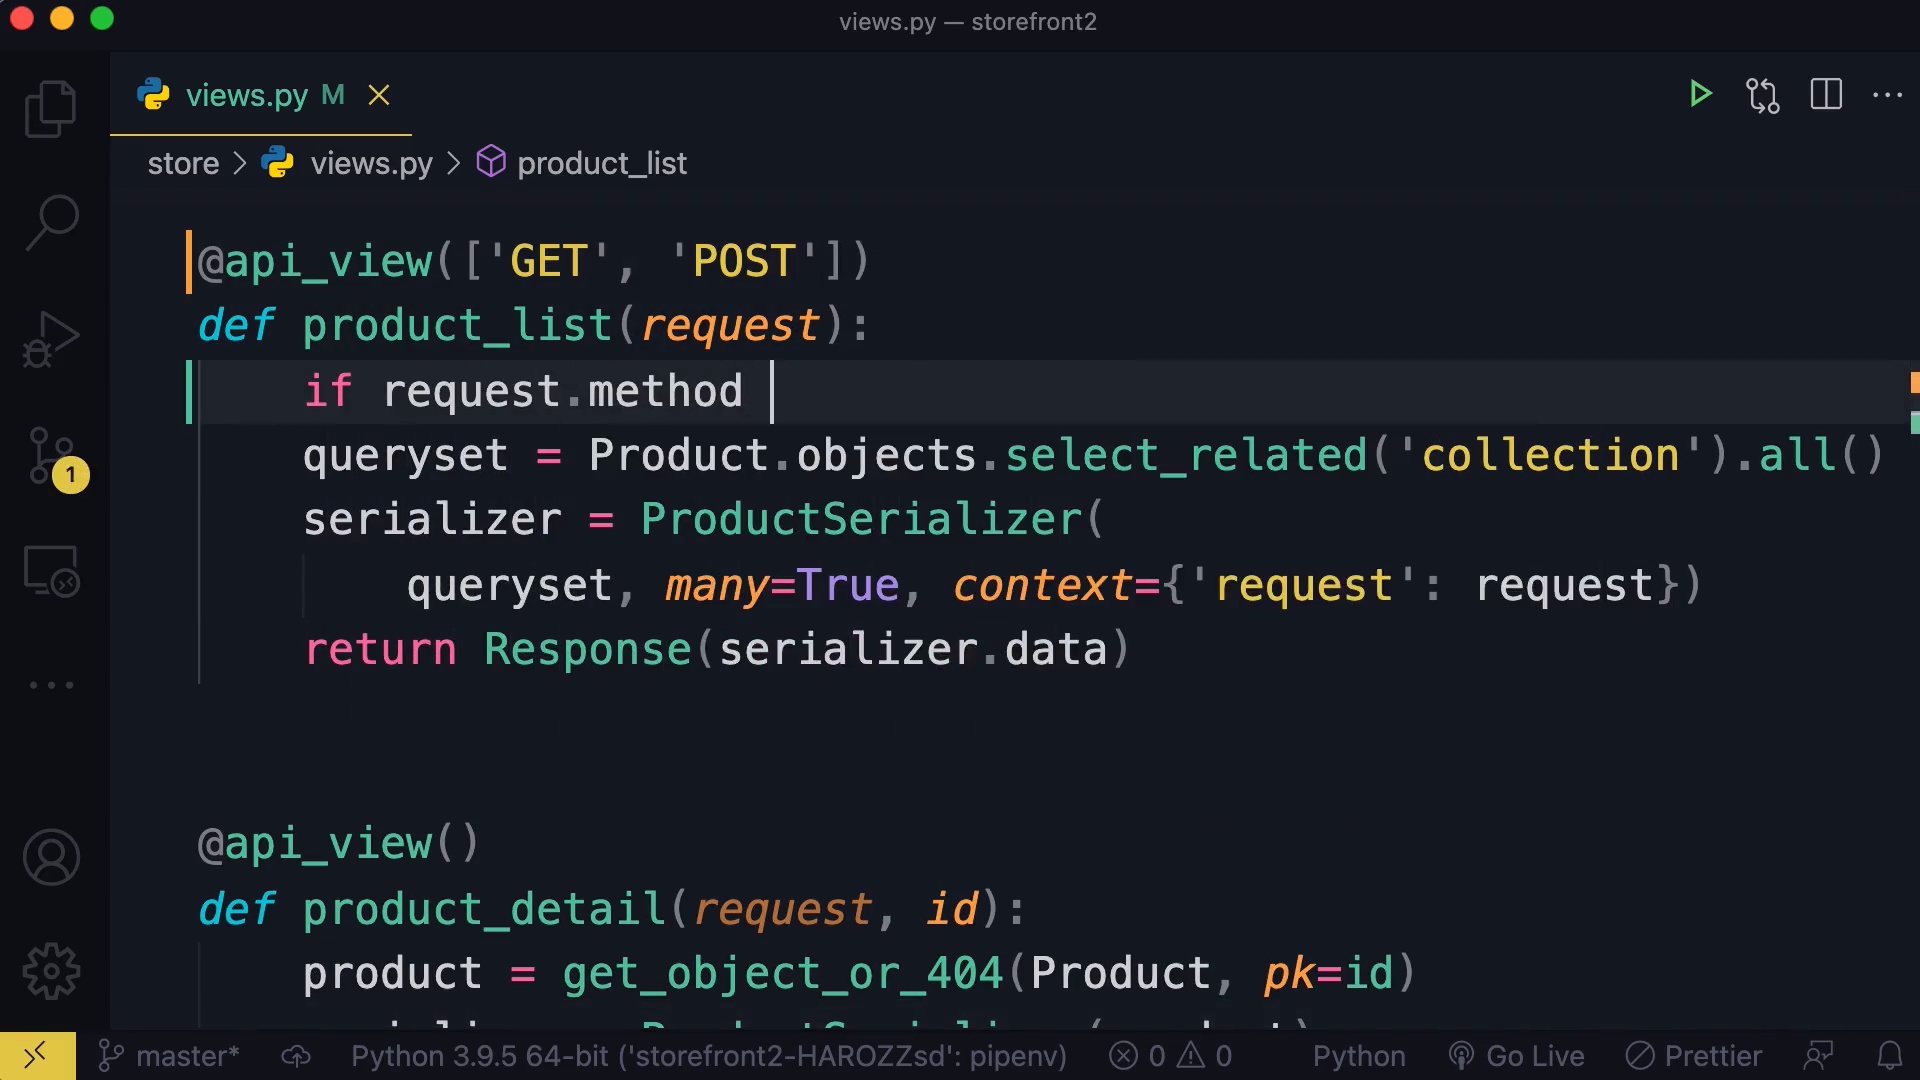 views.py — storefront2
views.py M
store > views.py > product_list
@api_view(['GET', 'POST'])
def product_list(request):
if request.method
queryset = Product.objects.select_related('collection').all()
serializer = ProductSerializer(
queryset, many=True, context={'request': request})
return Response(serializer.data)
@api_view()
def product_detail(request, id):
product = get_object_or_404(Product, pk=id)
1
master* Python 3.9.5 64-bit ('storefront2-HAROZZsd': pipenv) 0 0 Python Go Live Prettier